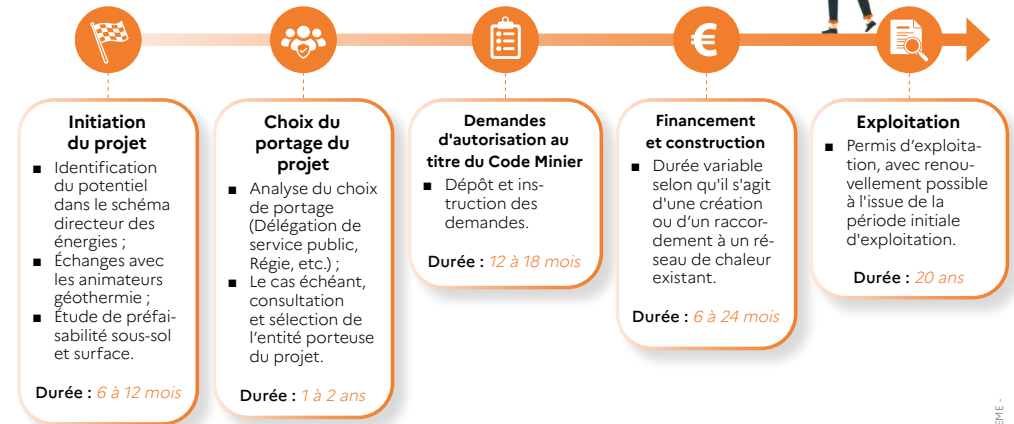 €
Initiation
du projet
■ Identification
du potentiel
dans le schéma
directeur des
énergies ;
■ Échanges avec
les animateurs
géothermie ;
■ Étude de préfai-
sabilité sous-sol
et surface.
Durée : 6 à 12 mois
Choix du
portage du
projet
■ Analyse du choix
de portage
(Délégation de
service public,
Régie, etc.) ;
■ Le cas échéant,
consultation
et sélection de
l'entité porteuse
du projet.
Durée : 1 à 2 ans
Demandes
d'autorisation au
titre du Code Minier
■ Dépôt et ins-
truction des
demandes.
Durée : 12 à 18 mois
Financement
et construction
■ Durée variable
selon qu'il s'agit
d'une création
ou d'un raccor-
dement à un ré-
seau de chaleur
existant.
Durée : 6 à 24 mois
Exploitation
■ Permis d'exploita-
tion, avec renou-
vellement possible
à l'issue de la
période initiale
d'exploitation.
Durée : 20 ans